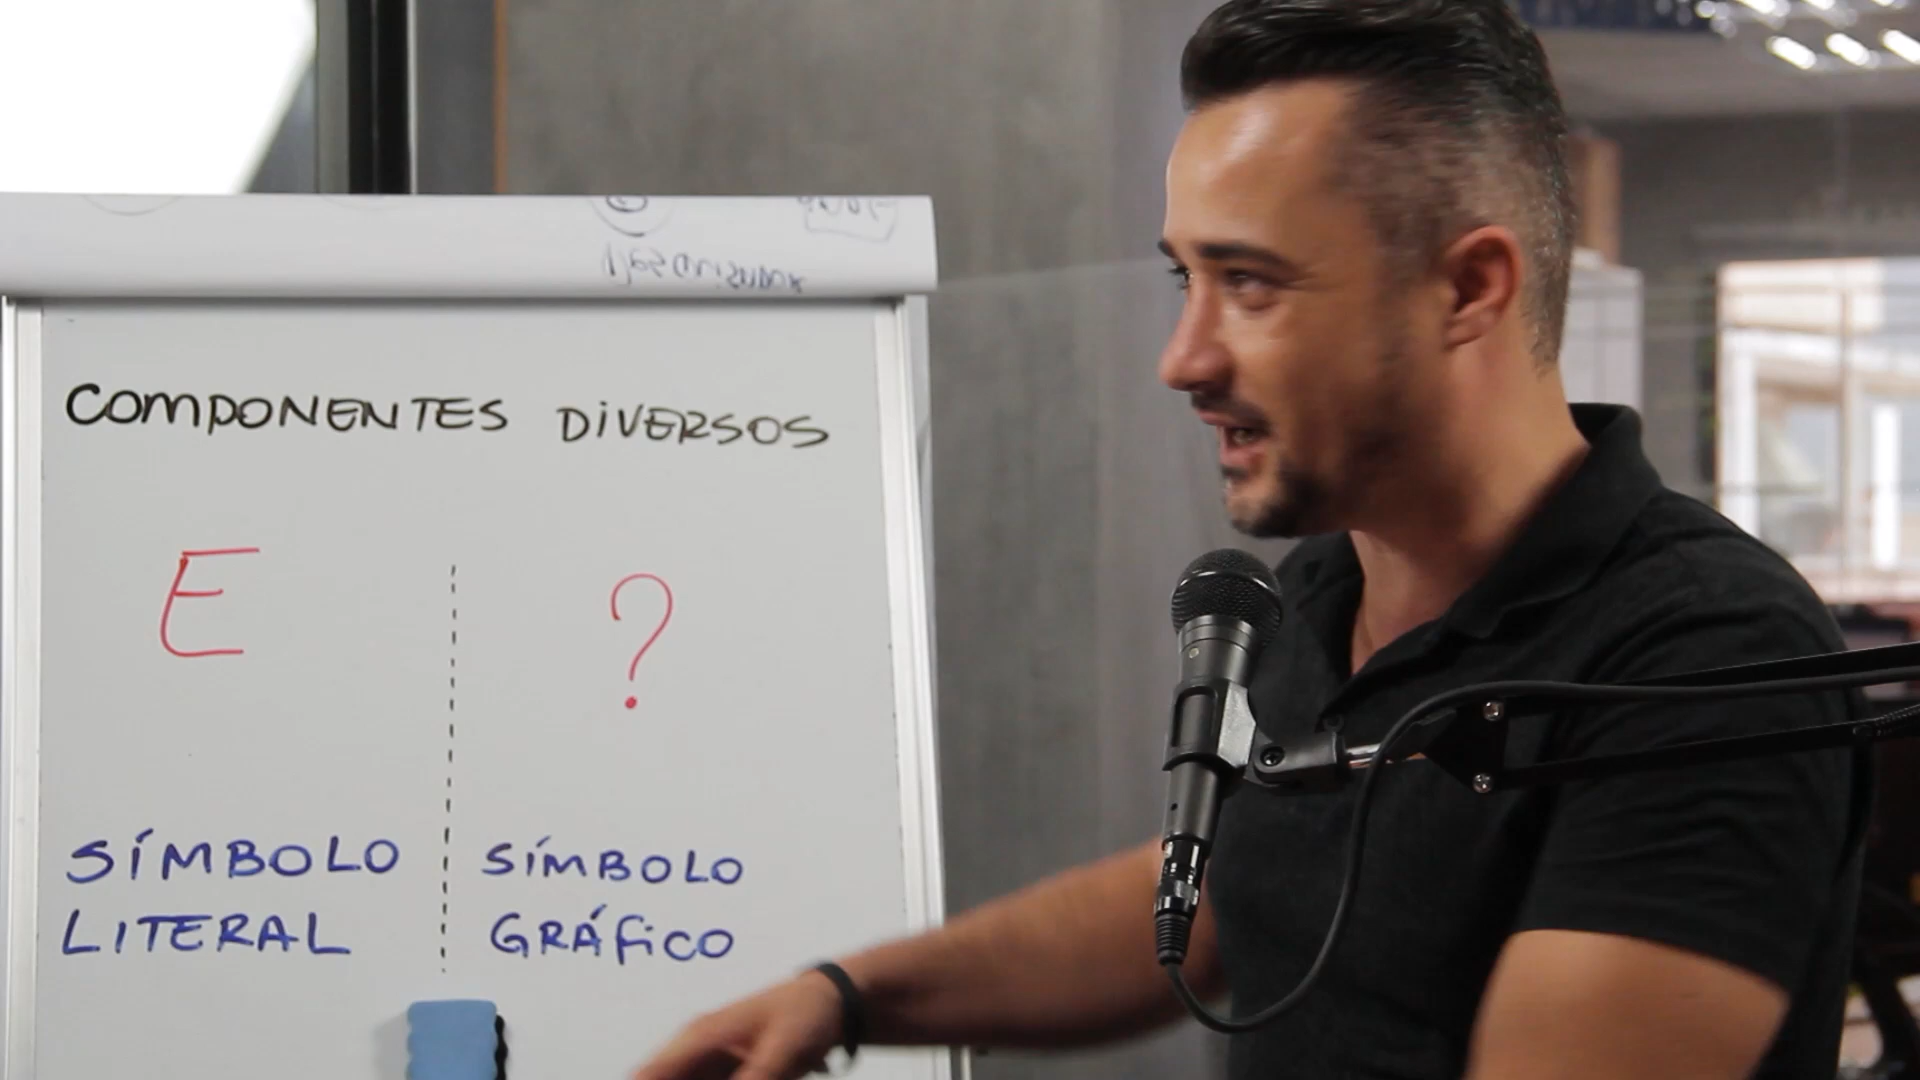 COMPONENTES DIVERSOS
E
?
SÍMBOLO
LITERAL
SÍMBOLO
GRÁFICO